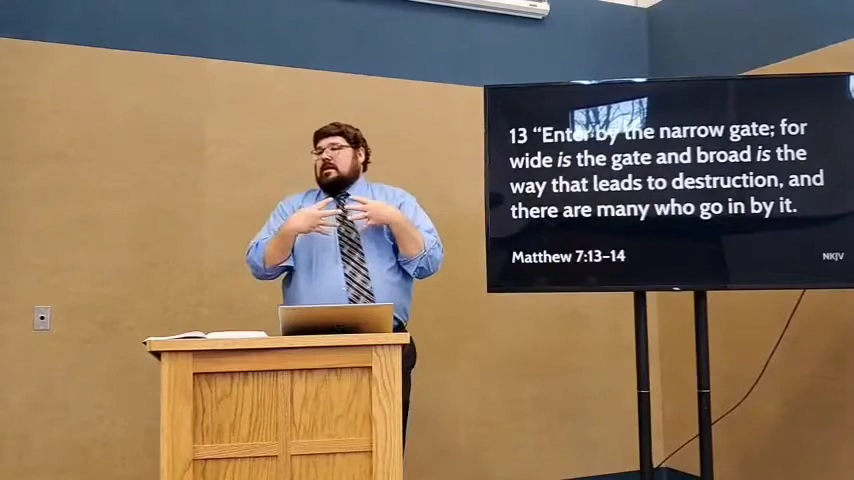 13 “Enter by the narrow gate; for
wide is the gate and broad is the
way that leads to destruction, and
there are many who go in by it.
Matthew 7:13-14
NKJV